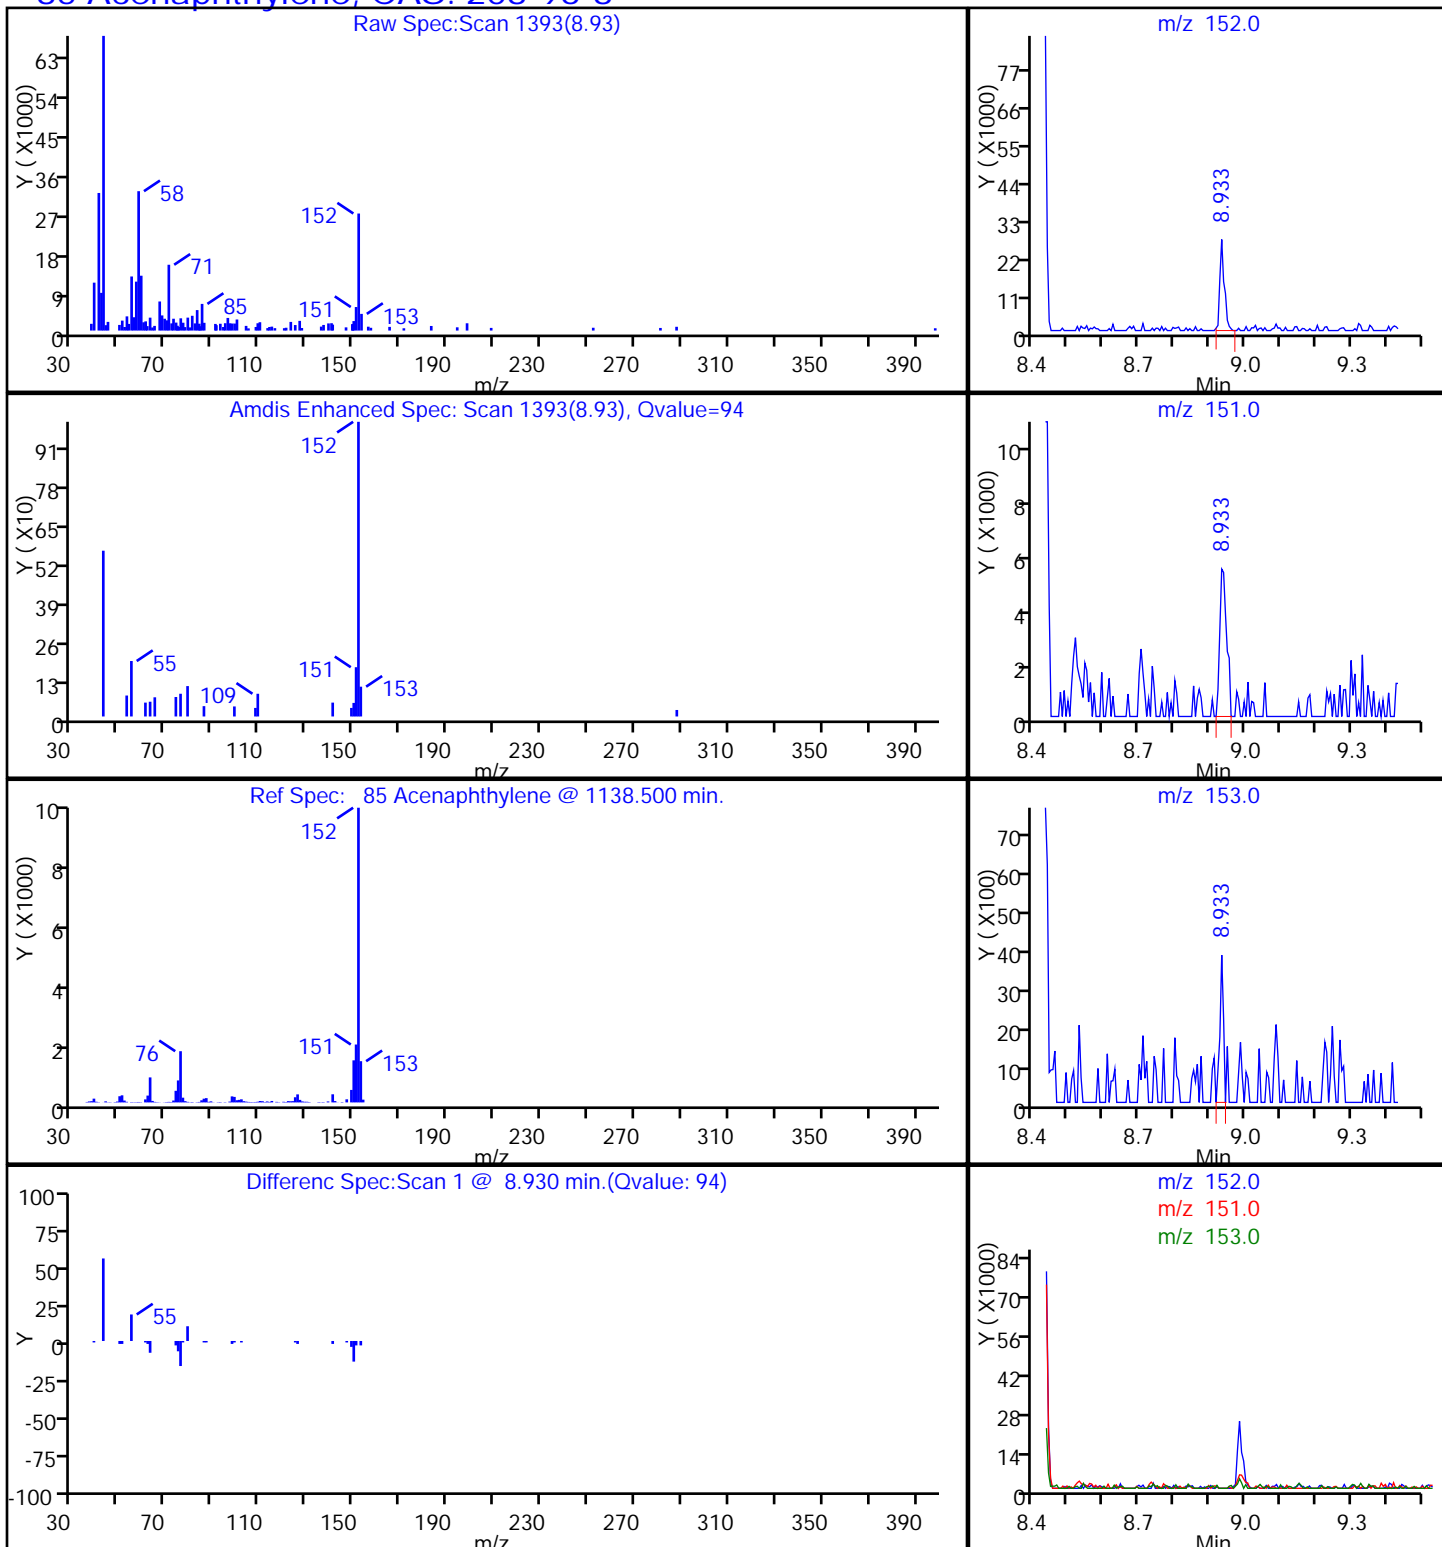 Raw Spec:Scan 1393(8.93)
Y ( X1000)
63
54
45
36
27
18
9
0
58
71
85
152
151
153
30 70 110 150 190 230 270 310 350 390
m/z
m/z 152.0
Y ( X1000)
77
66
55
44
33
22
11
0
8.933
8.4 8.7 9.0 9.3
Min
Amdis Enhanced Spec: Scan 1393(8.93), Qvalue=94
Y ( X10)
91
78
65
52
39
26
13
0
152
55
109
151
153
30 70 110 150 190 230 270 310 350 390
m/z
m/z 151.0
Y ( X1000)
10
8
6
4
2
0
8.933
8.4 8.7 9.0 9.3
Min
Ref Spec: 85 Acenaphthylene @ 1138.500 min.
Y ( X1000)
10
8
6
4
2
0
152
76
151
153
30 70 110 150 190 230 270 310 350 390
m/z
m/z 153.0
Y ( X100)
70
60
50
40
30
20
10
0
8.933
8.4 8.7 9.0 9.3
Min
Differenc Spec:Scan 1 @ 8.930 min.(Qvalue: 94)
Y
100
75
50
25
0
-25
-50
-75
-100
55
30 70 110 150 190 230 270 310 350 390
m/z
m/z 152.0
m/z 151.0
m/z 153.0
Y ( X1000)
84
70
56
42
28
14
0
8.4 8.7 9.0 9.3
Min